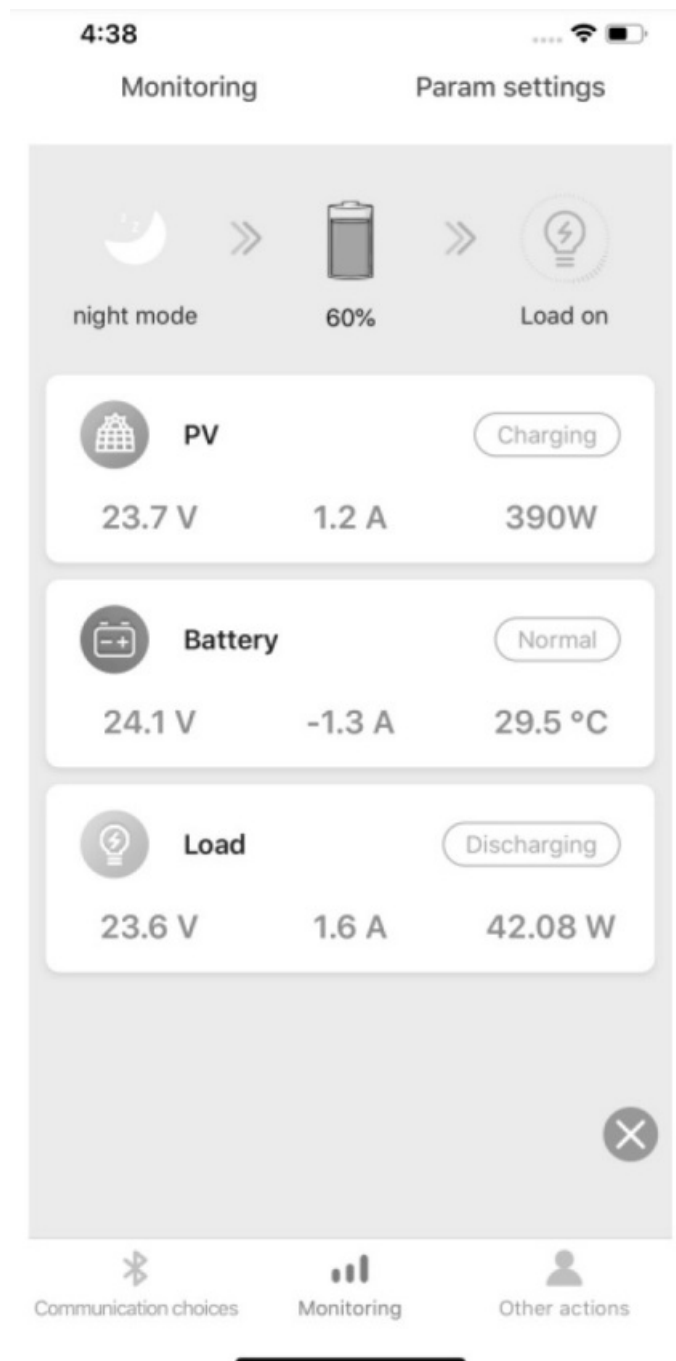 4:38
Monitoring Param settings
night mode 60% Load on
PV Charging
23.7 V 1.2 A 390W
Battery Normal
24.1 V -1.3 A 29.5 °C
Load Discharging
23.6 V 1.6 A 42.08 W
Communication choices Monitoring Other actions